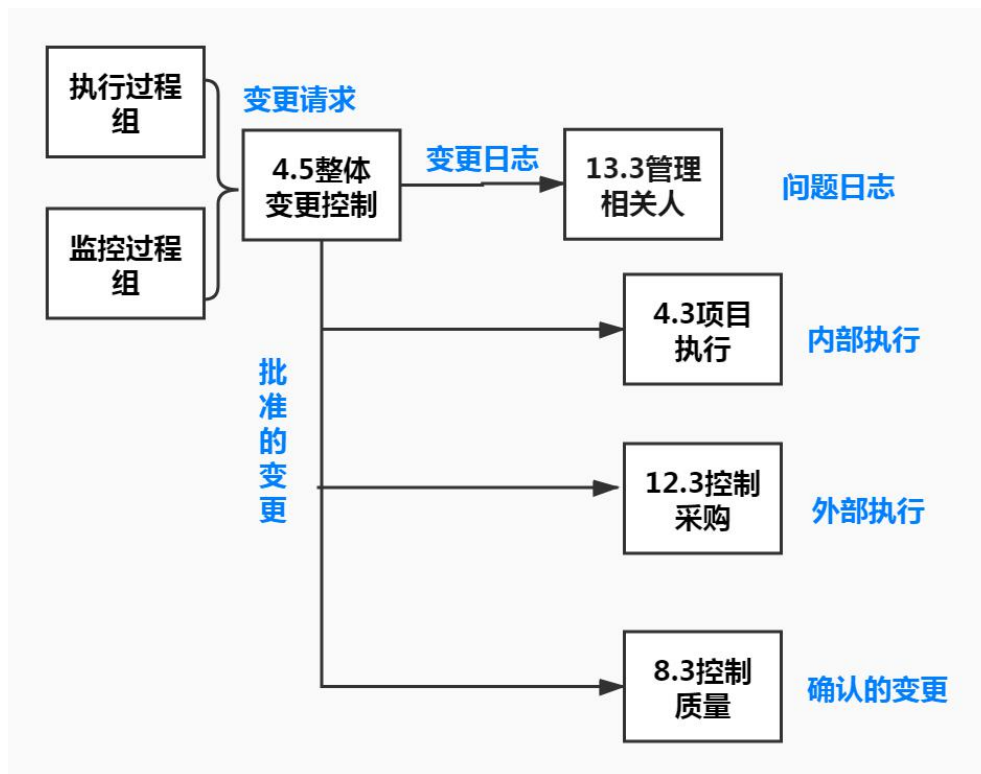 执行过程
组
变更请求
监控过程
组
4.5整体
变更控制
变更日志
13.3管理
相关人
问题日志
批
准
的
变
更
4.3项目
执行
内部执行
12.3控制
采购
外部执行
8.3控制
质量
确认的变更